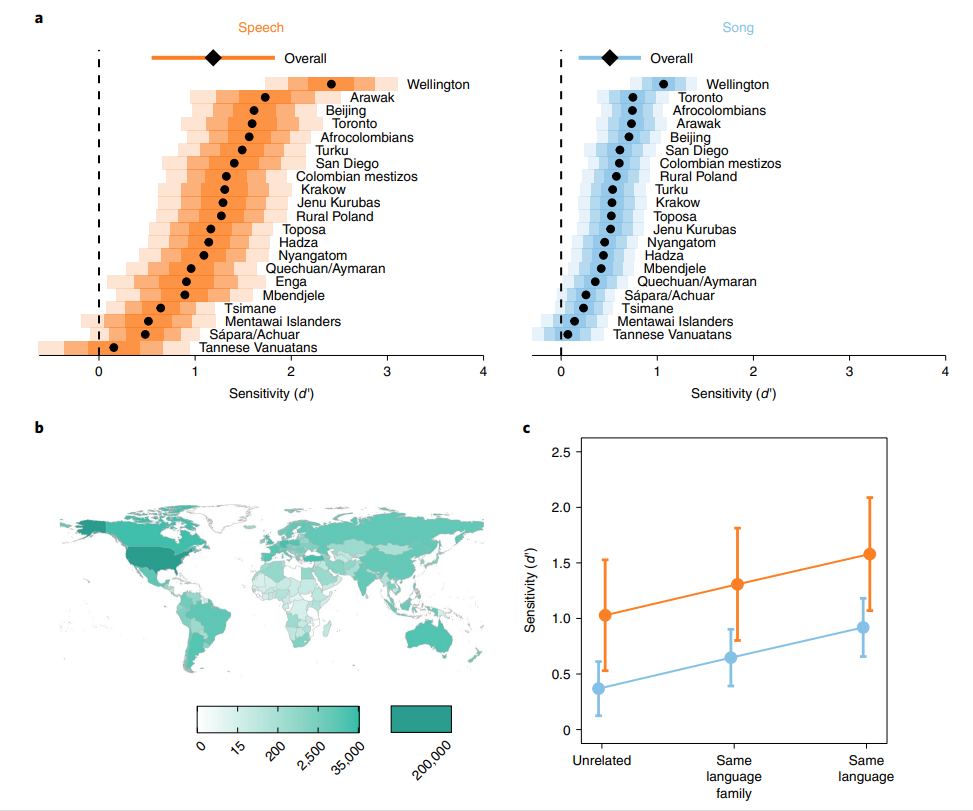 a
Speech
Overall
Wellington
Arawak
Beijing
Toronto
Afrocolombians
Turku
San Diego
Colombian mestizos
Krakow
Jenu Kurubas
Rural Poland
Toposa
Hadza
Nyangatom
Quechuan/Aymaran
Enga
Mbendjele
Tsimane
Mentawai Islanders
Sápara/Achuar
Tannese Vanuatans
0 1 2 3 4
Sensitivity (d')
Song
Overall
Wellington
Toronto
Afrocolombians
Arawak
Beijing
San Diego
Colombian mestizos
Rural Poland
Turku
Krakow
Toposa
Jenu Kurubas
Nyangatom
Hadza
Mbendjele
Quechuan/Aymaran
Sápara/Achuar
Tsimane
Mentawai Islanders
Tannese Vanuatans
0 1 2 3 4
Sensitivity (d')
b
0 15 200 2,500 35,000 200,000
c
2.5
2.0
1.5
1.0
0.5
0
Sensitivity (d')
Unrelated
Same
language
family
Same
language